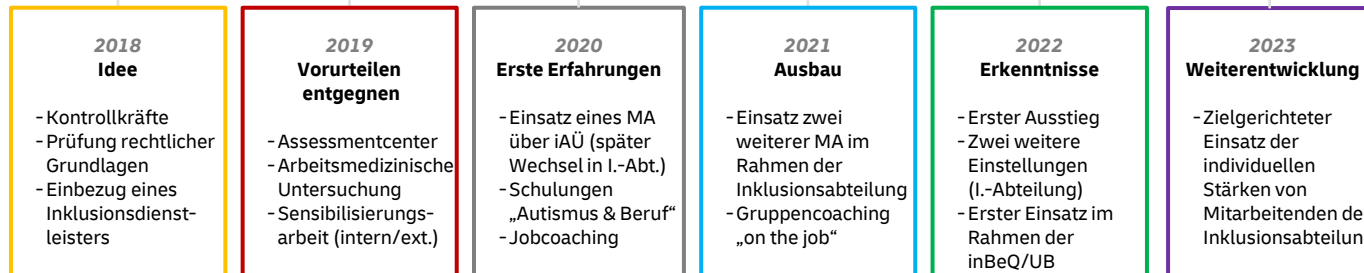 2018
Idee
- Kontrollkräfte
- Prüfung rechtlicher
Grundlagen
- Einbezug eines
Inklusionsdienst-
leisters
2019
Vorurteilen
entgegnen
- Assessmentcenter
- Arbeitsmedizinische
Untersuchung
- Sensibilisierungs-
arbeit (intern/ext.)
2020
Erste Erfahrungen
- Einsatz eines MA
über iAÜ (später
Wechsel in I.-Abt.)
- Schulungen
„Autismus & Beruf“
- Jobcoaching
2021
Ausbau
- Einsatz zwei
weiterer MA im
Rahmen der
Inklusionsabteilung
- Gruppencoaching
„on the job“
2022
Erkenntnisse
- Erster Ausstieg
- Zwei weitere
Einstellungen
(I.-Abteilung)
- Erster Einsatz im
Rahmen der
inBeQ/UB
2023
Weiterentwicklung
- Zielgerichteter
Einsatz der
individuellen
Stärken von
Mitarbeitenden de
Inklusionsabteilun